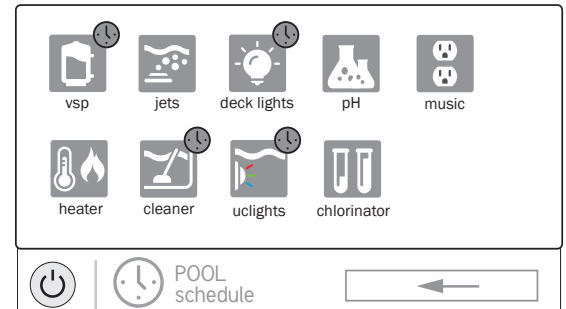 vsp jets deck lights pH music
heater cleaner uclights chlorinator
POOL
schedule